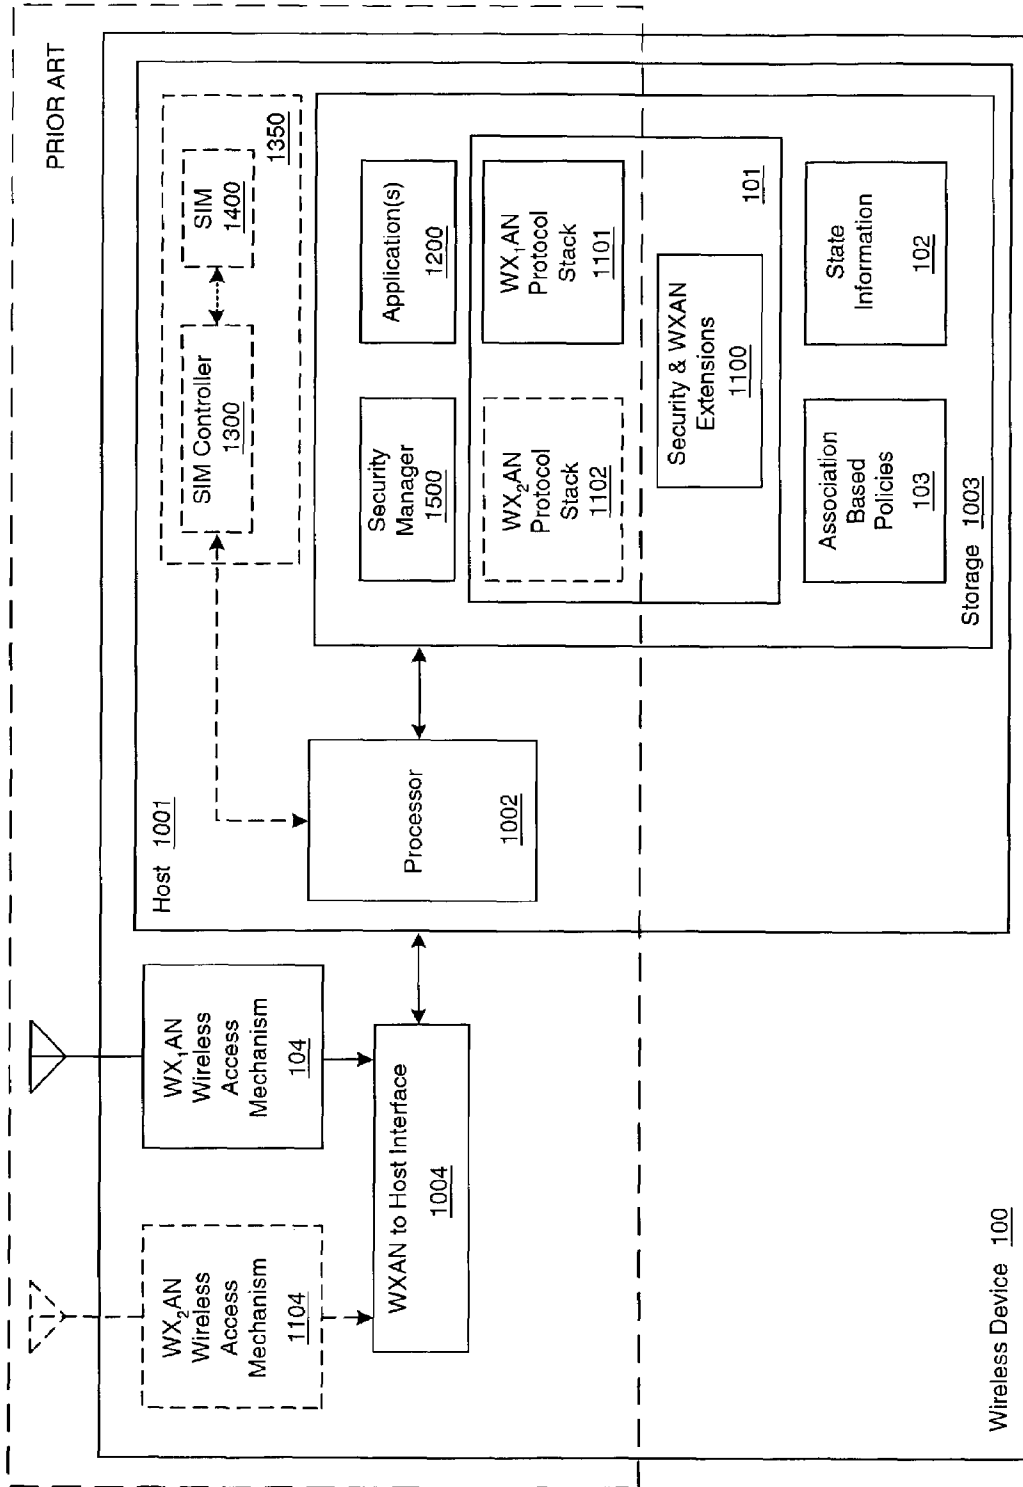 PRIOR ART
Host 1001
SIM Controller
1300
SIM
1400
1350
WX₂AN
Wireless
Access
Mechanism
1104
WX₁AN
Wireless
Access
Mechanism
104
WXAN to Host Interface
1004
Processor
1002
Security
Manager
1500
Application(s)
1200
WX₂AN
Protocol
Stack
1102
WX₁AN
Protocol
Stack
1101
Security & WXAN
Extensions
1100
101
Association
Based
Policies
103
State
Information
102
Storage 1003
Wireless Device 100